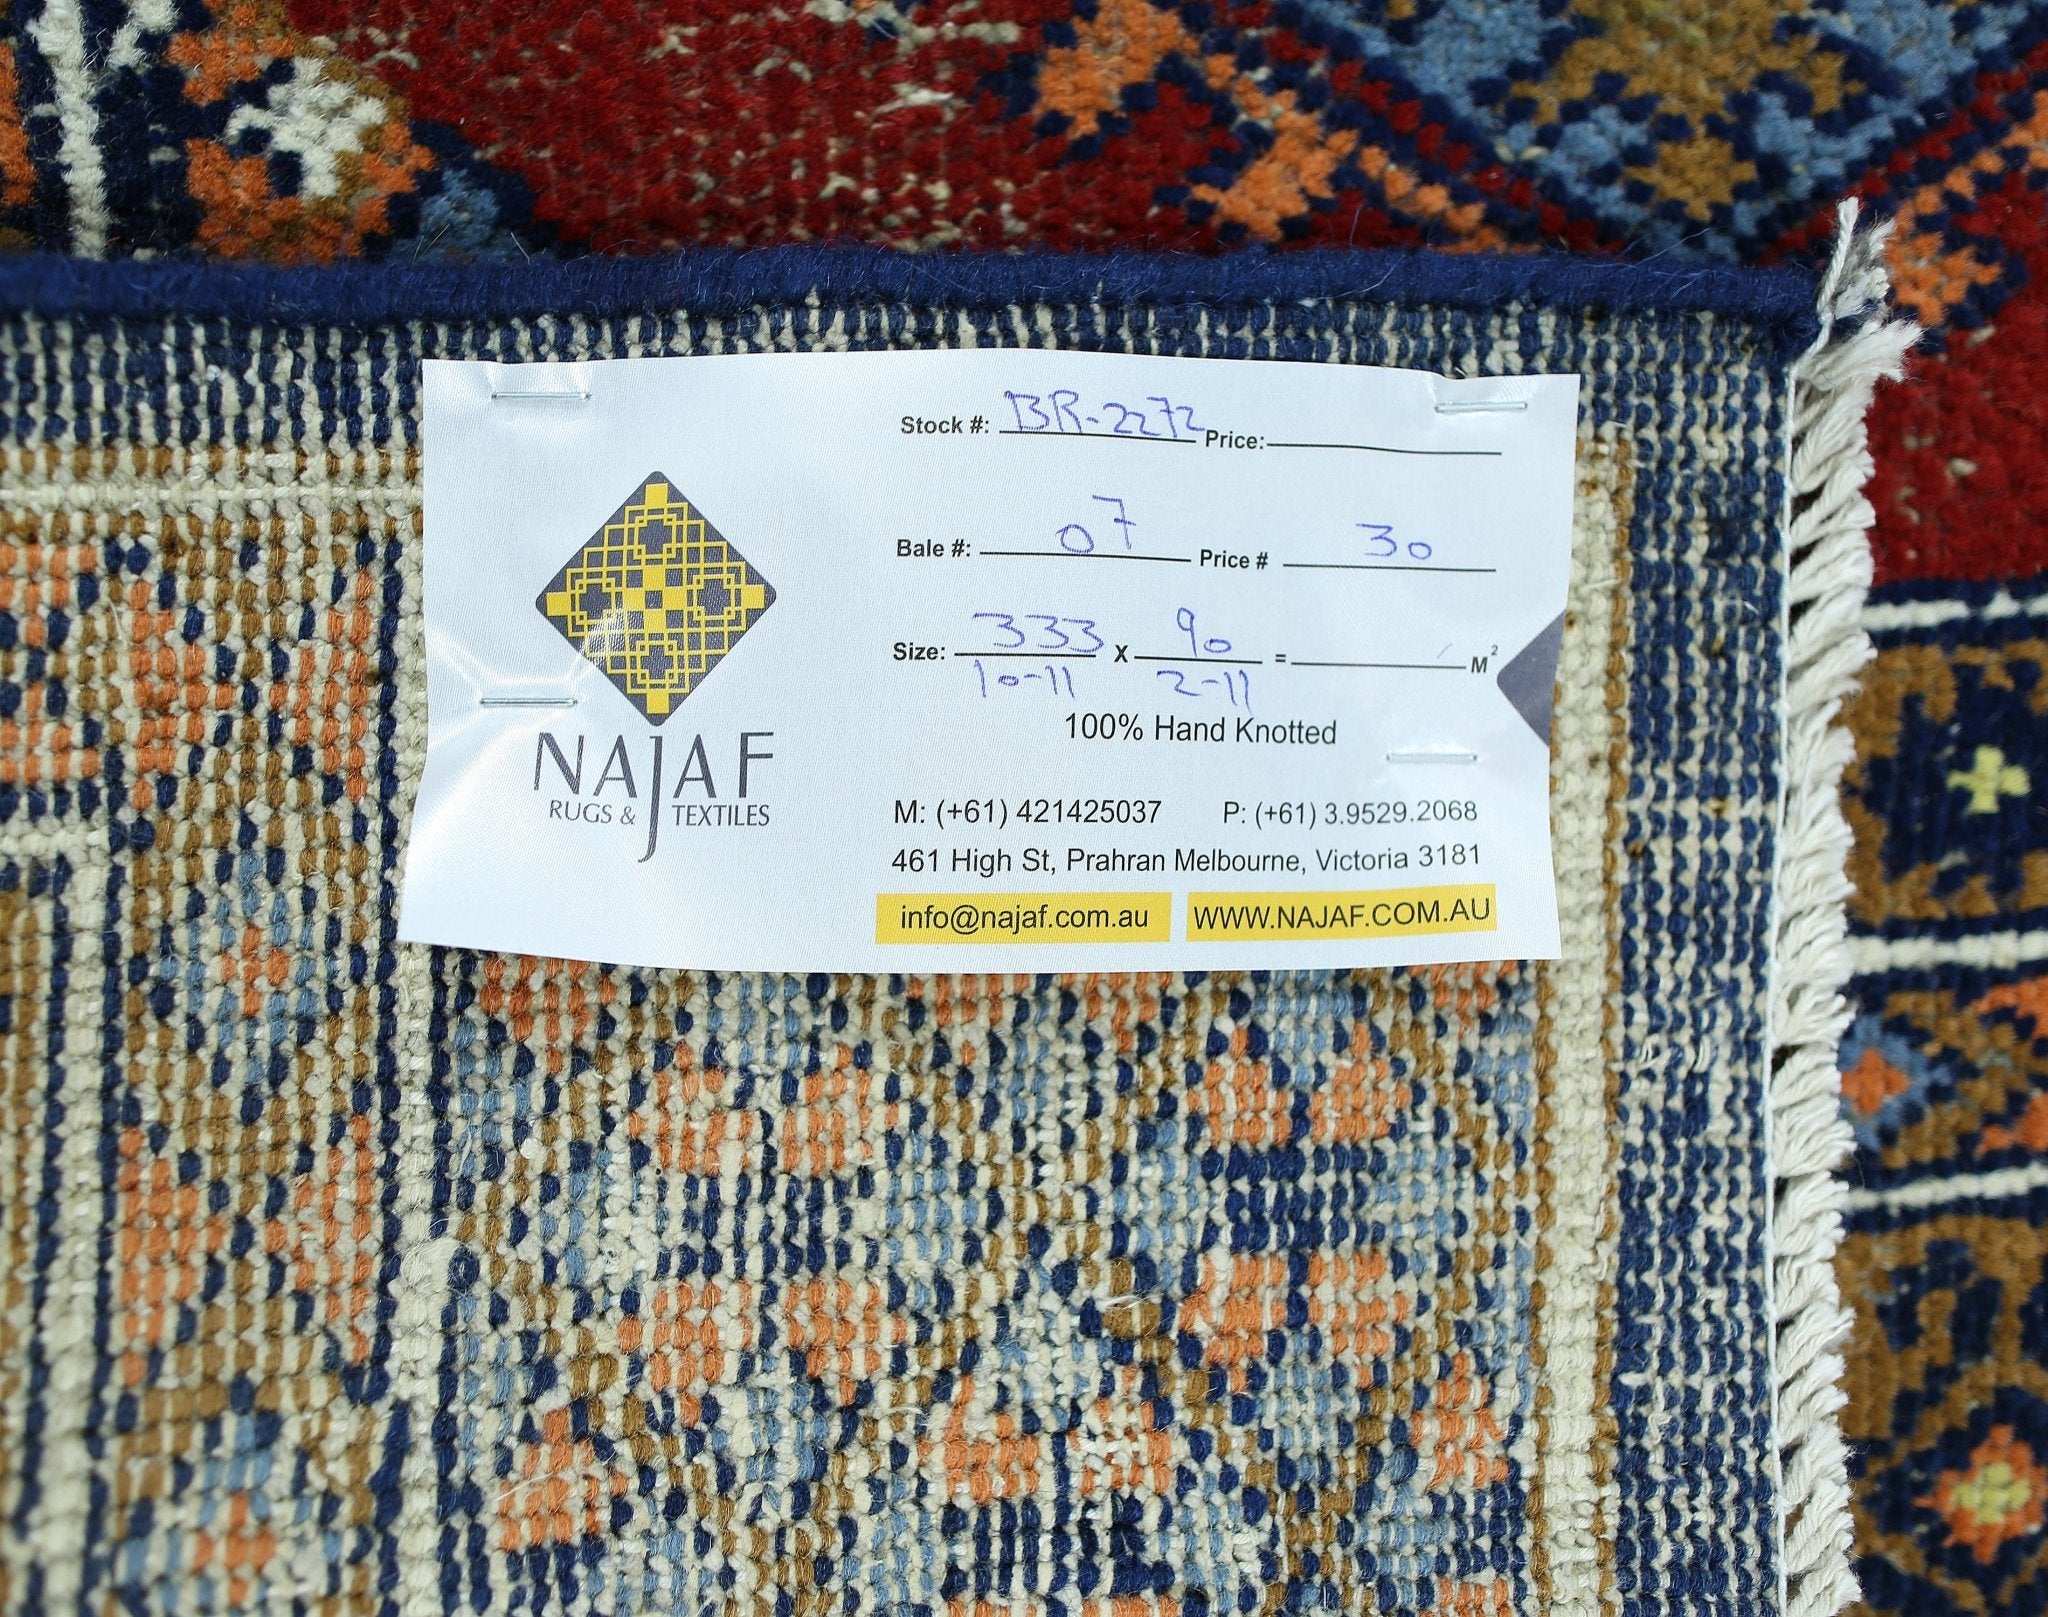 Stock #: BR-2272 Price:
Bale #: 07 Price # 30
Size: 333 X 90 = M²
10-11 2-11
100% Hand Knotted
NAJAF
RUGS & TEXTILES
M: (+61) 421425037 P: (+61) 3.9529.2068
461 High St, Prahran Melbourne, Victoria 3181
info@najaf.com.au WWW.NAJAF.COM.AU